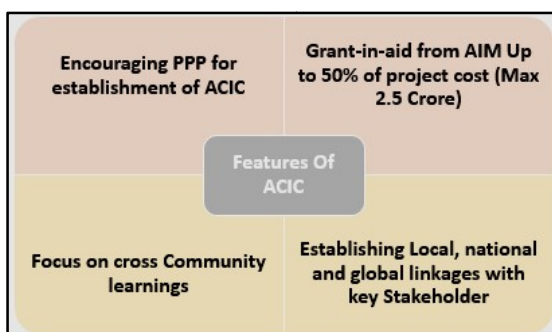 Encouraging PPP for
establishment of ACIC
Grant-in-aid from AIM Up
to 50% of project cost (Max
2.5 Crore)
Features Of
ACIC
Focus on cross Community
learnings
Establishing Local, national
and global linkages with
key Stakeholder